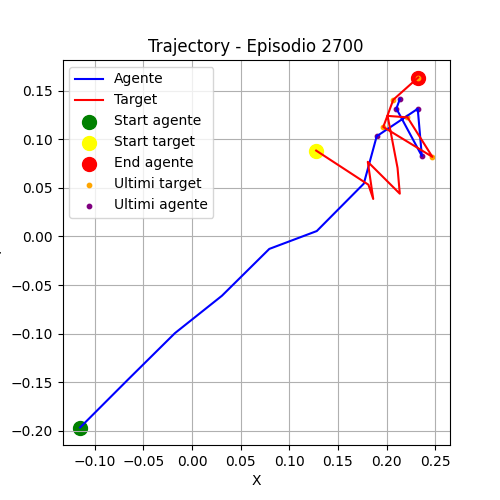 Trajectory - Episodio 2700
Agente
Target
Start agente
Start target
End agente
Ultimi target
Ultimi agente
0.15
0.10
0.05
0.00
−0.05
−0.10
−0.15
−0.20
−0.10
−0.05
0.00
0.05
0.10
0.15
0.20
0.25
X